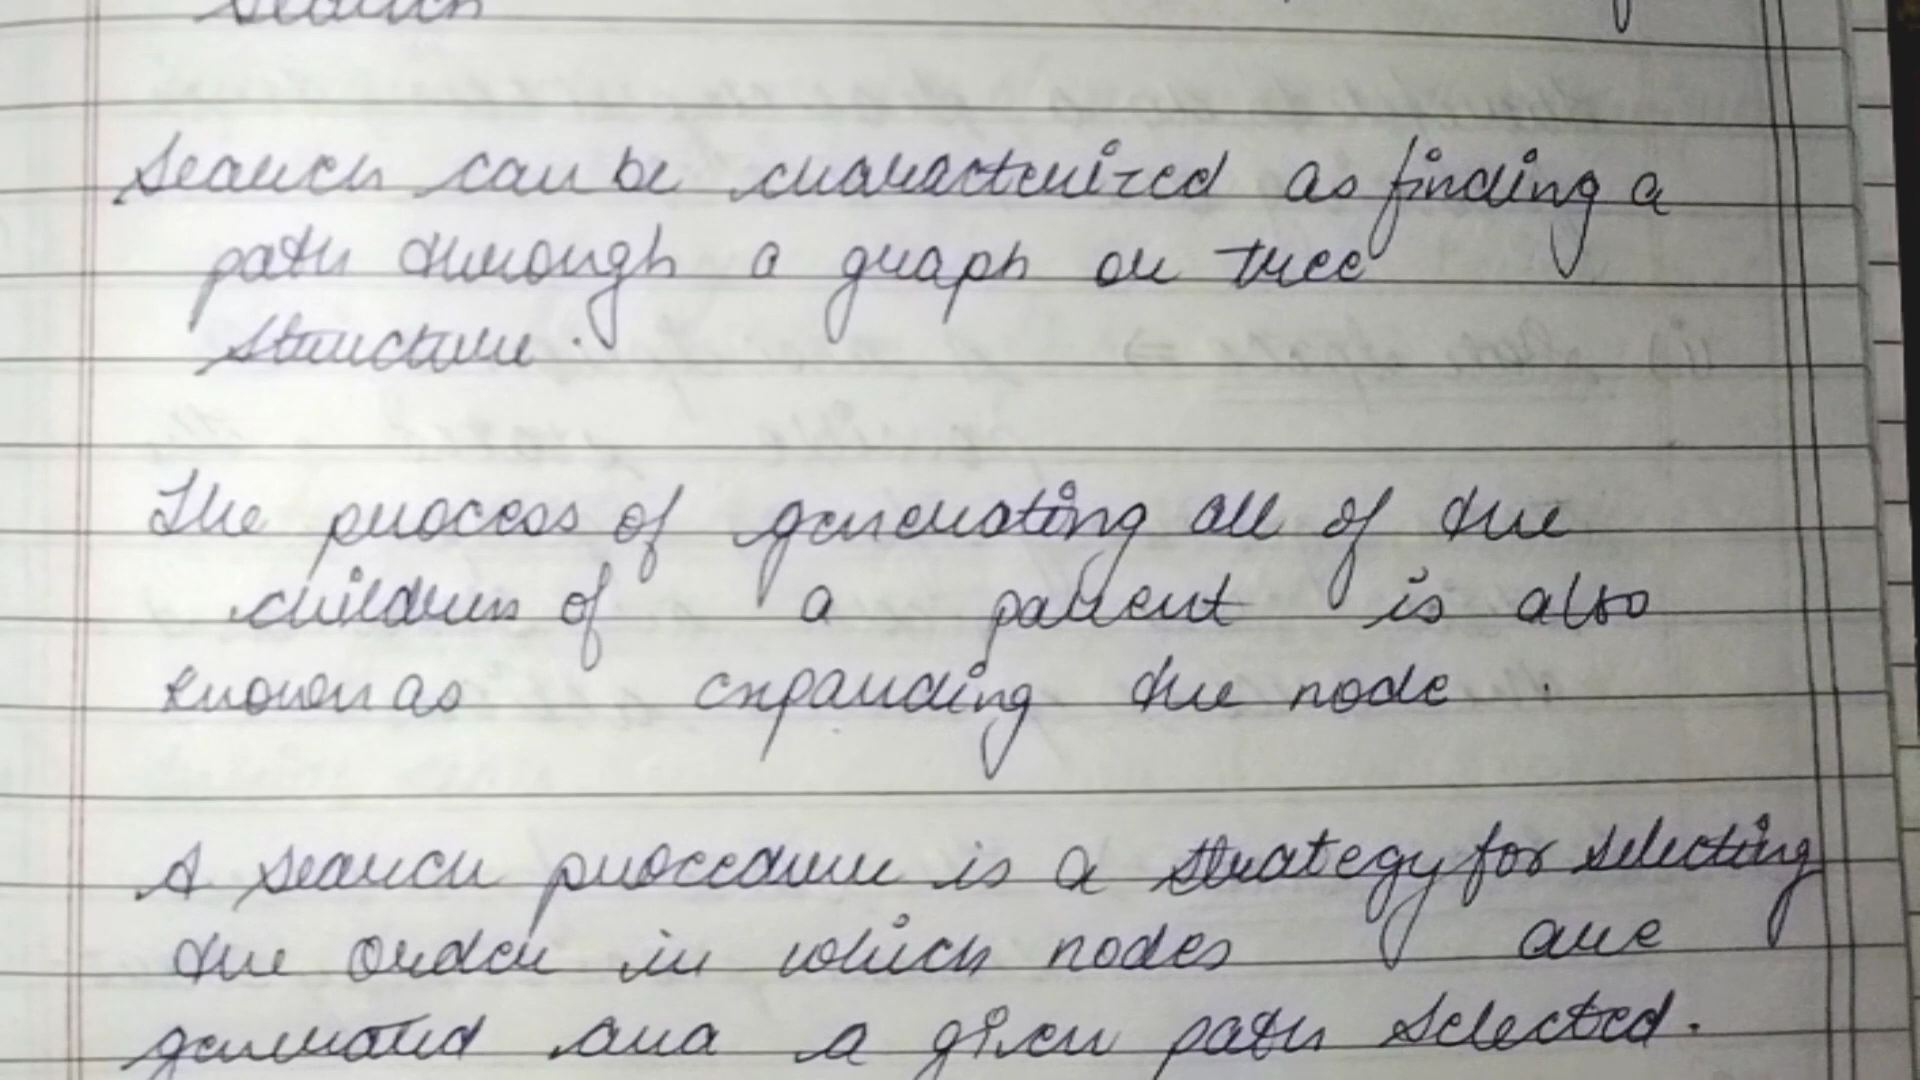 Search
Search can be characterized as finding a
path through a graph or tree
structure.
The process of generating all of the
children of a parent is also
known as expanding the node.
A search procedure is a strategy for selecting
the order in which nodes are
generated and a given path selected.